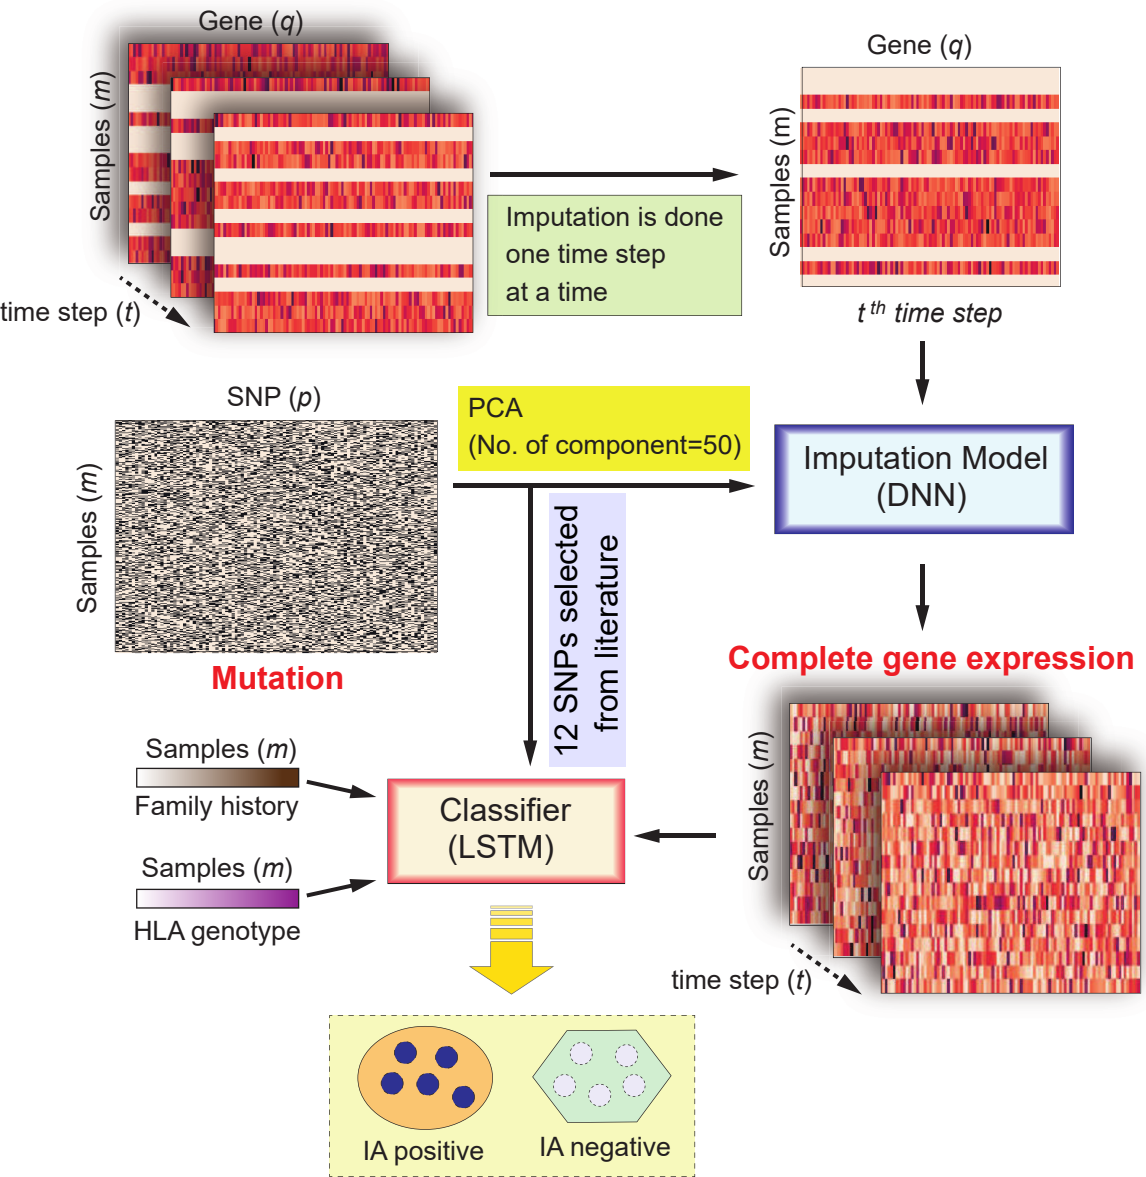 Gene (q)
Samples (m)
time step (t)
Imputation is done
one time step
at a time
Gene (q)
Samples (m)
t th time step
SNP (p)
Samples (m)
Mutation
PCA
(No. of component=50)
12 SNPs selected
from literature
Imputation Model
(DNN)
Complete gene expression
Samples (m)
time step (t)
Samples (m)
Family history
Samples (m)
HLA genotype
Classifier
(LSTM)
IA positive
IA negative